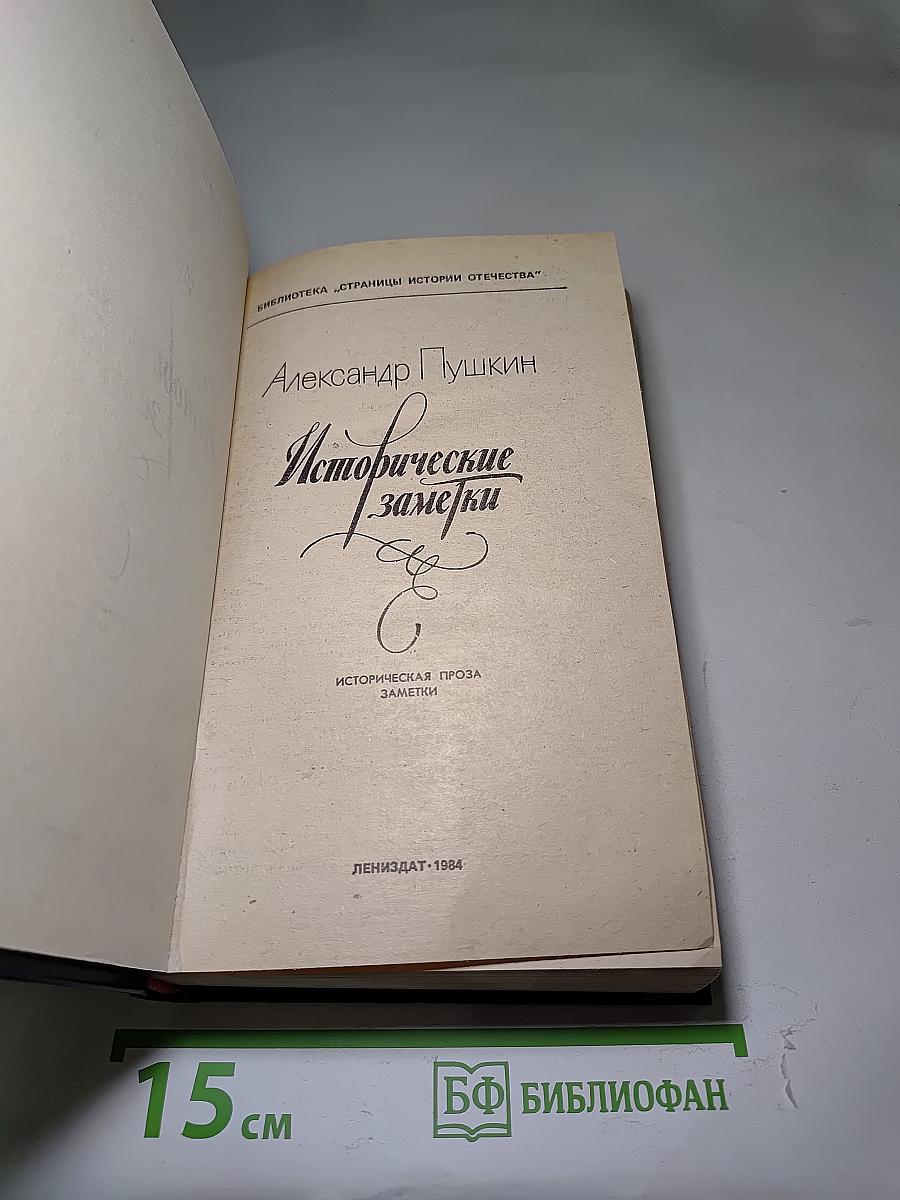 БИБЛИОТЕКА „СТРАНИЦЫ ИСТОРИИ ОТЕЧЕСТВА"
Александр Пушкин
Исторические
заметки
ИСТОРИЧЕСКАЯ ПРОЗА
ЗАМЕТКИ
ЛЕНИЗДАТ·1984
15 см
БФ БИБЛИОФАН